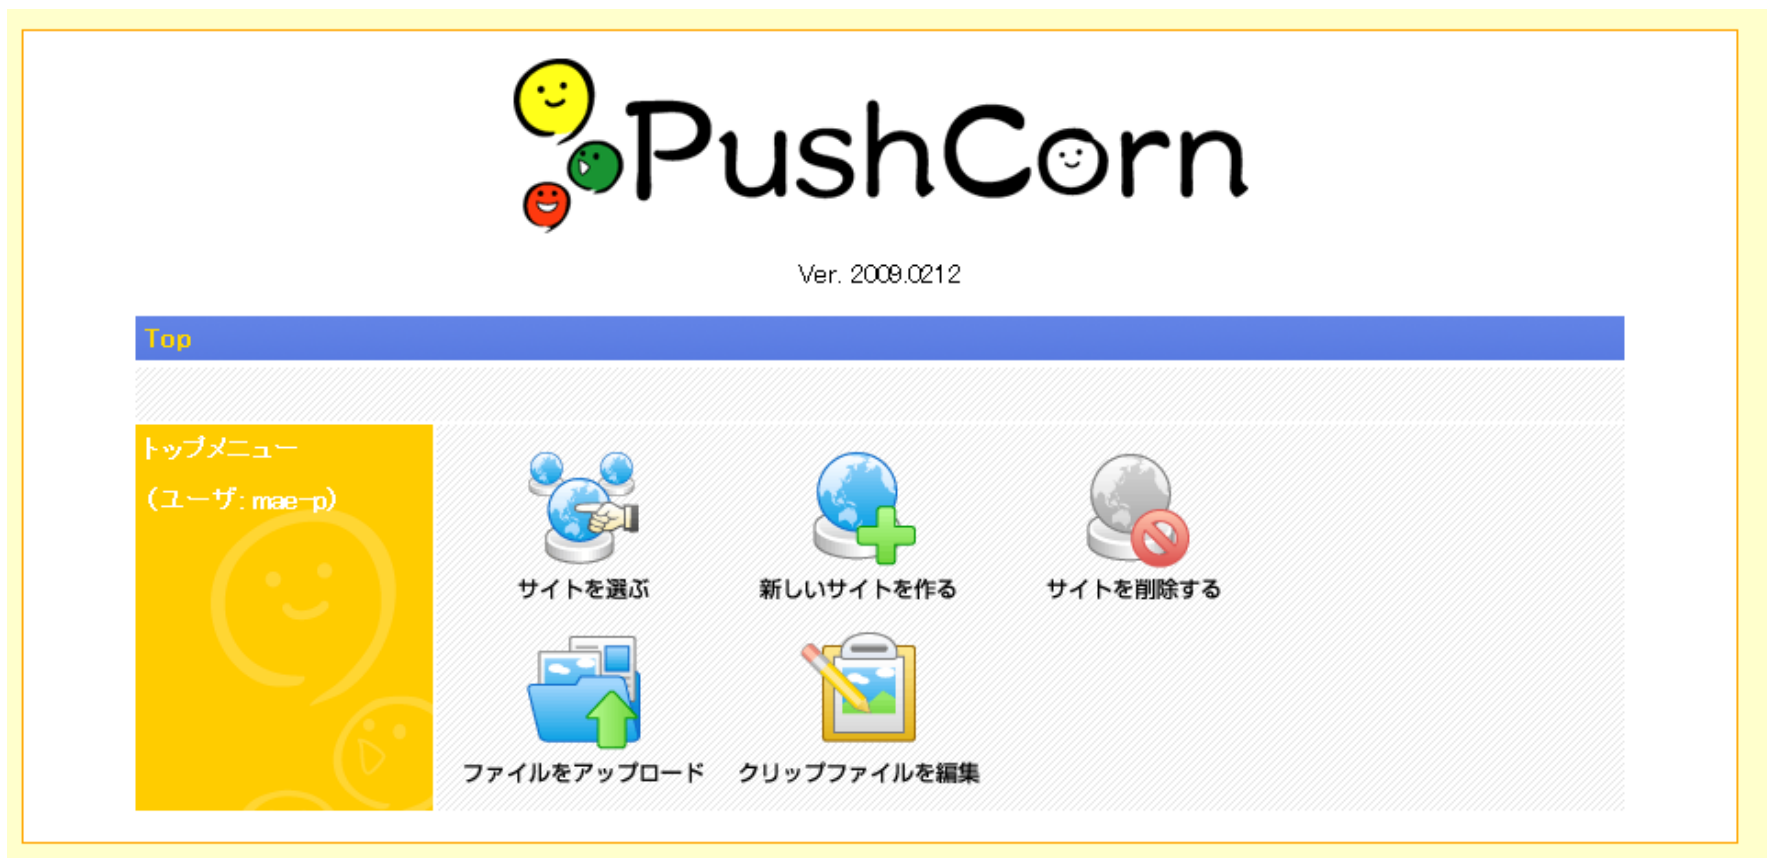 PushCorn
Ver. 2009.0212
Top
トップメニュー
(ユーザ: mae-p)
サイトを選ぶ
新しいサイトを作る
サイトを削除する
ファイルをアップロード
クリップファイルを編集